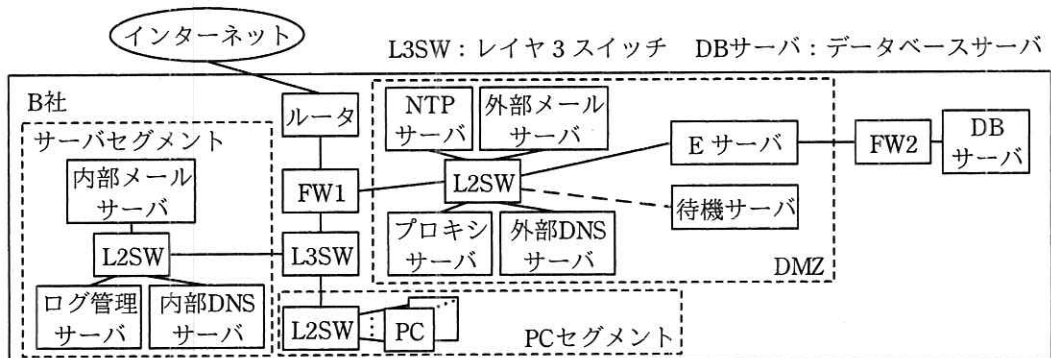 インターネット
L3SW:レイヤ3スイッチ DBサーバ:データベースサーバ
B社
サーバセグメント
内部メール
サーバ
L2SW
ログ管理
サーバ
内部DNS
サーバ
ルータ
FW1
L3SW
L2SW
PC
PCセグメント
NTP
サーバ
外部メール
サーバ
L2SW
プロキシ
サーバ
外部DNS
サーバ
Eサーバ
待機サーバ
DMZ
FW2
DB
サーバ